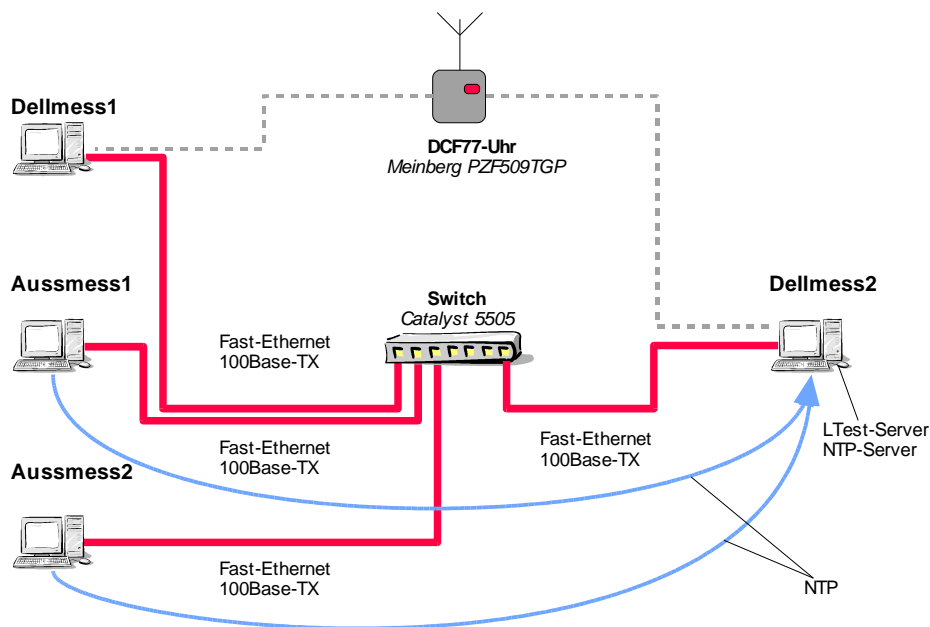 Dellmess1
DCF77-Uhr
Meinberg PZF509TGP
Aussmess1
Switch
Catalyst 5505
Dellmess2
Fast-Ethernet
100Base-TX
Fast-Ethernet
100Base-TX
Fast-Ethernet
100Base-TX
LTest-Server
NTP-Server
Aussmess2
Fast-Ethernet
100Base-TX
NTP